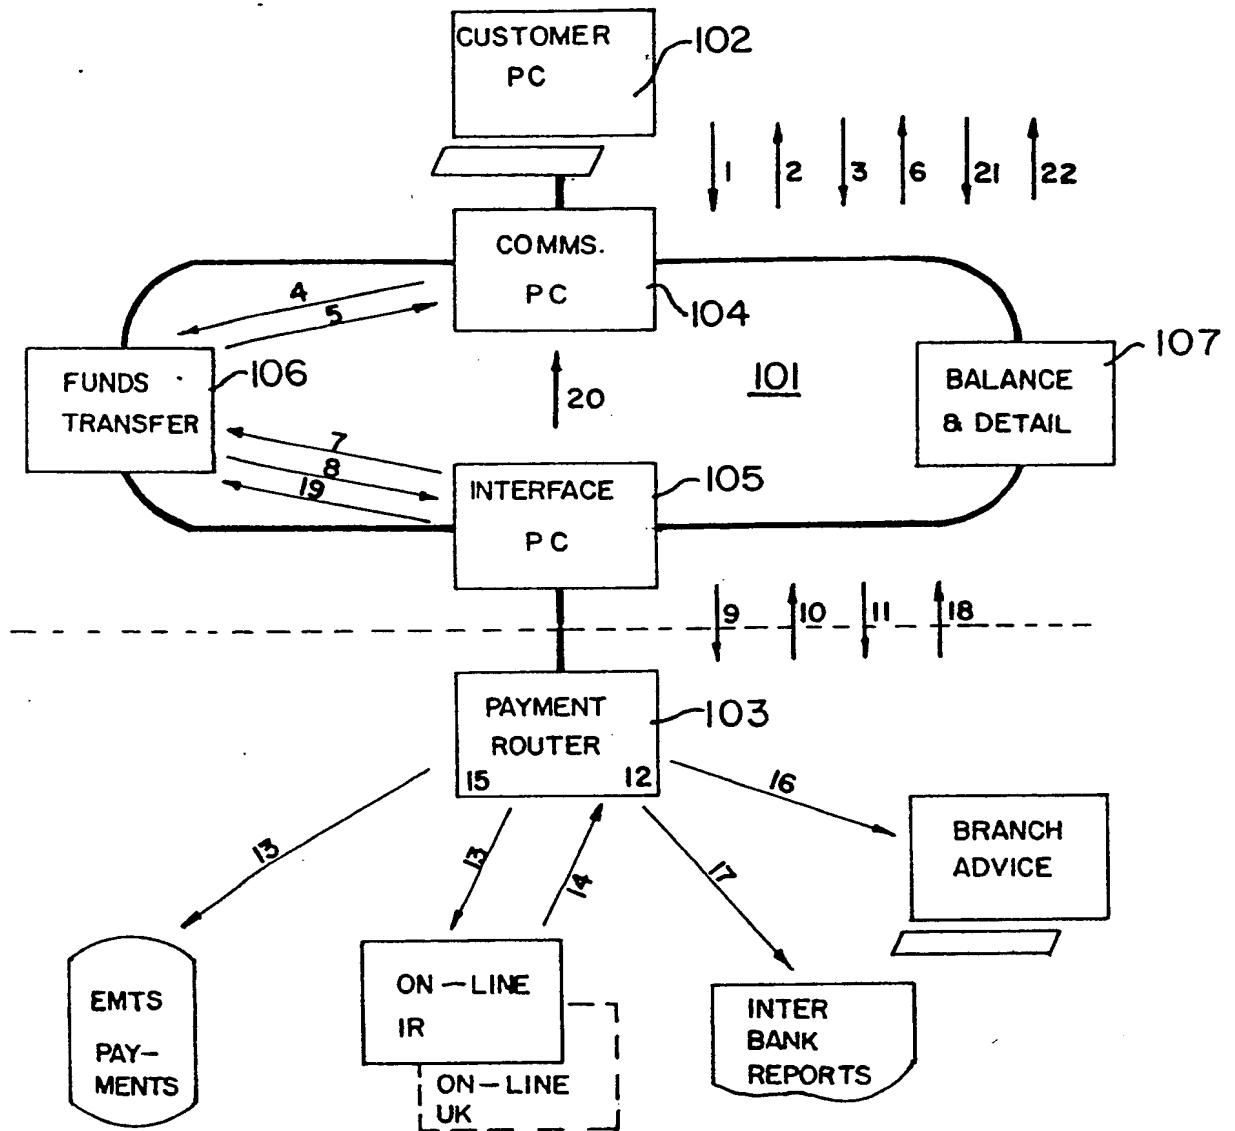 CUSTOMER
PC
102
1
2
3
6
21
22
COMMS.
PC
104
4
5
FUNDS
TRANSFER
106
20
101
BALANCE
& DETAIL
107
7
8
19
INTERFACE
PC
105
9
10
11
18
PAYMENT
ROUTER
15
12
103
16
13
13
14
17
BRANCH
ADVICE
EMTS
PAY-
MENTS
ON-LINE
IR
ON-LINE
UK
INTER
BANK
REPORTS